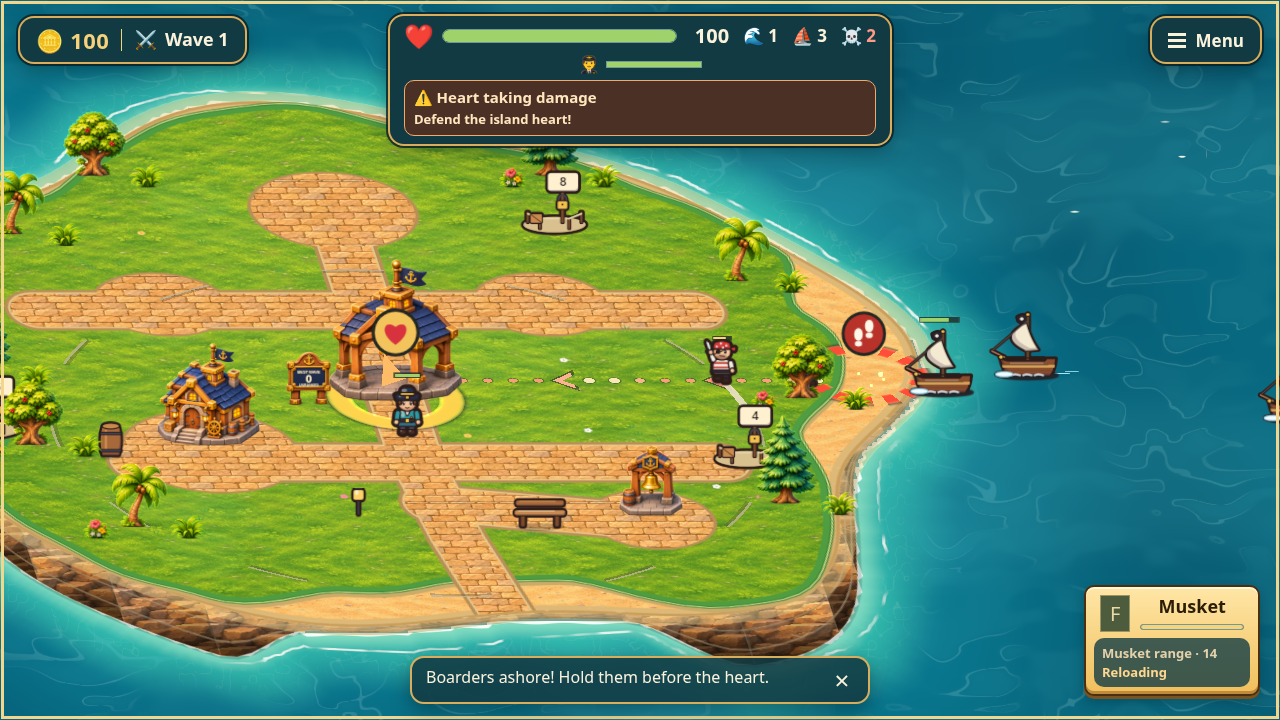 100 Wave 1
100 1 3 2
Menu
Heart taking damage
Defend the island heart!
8
0
4
F Musket
Musket range · 14
Reloading
Boarders ashore! Hold them before the heart.